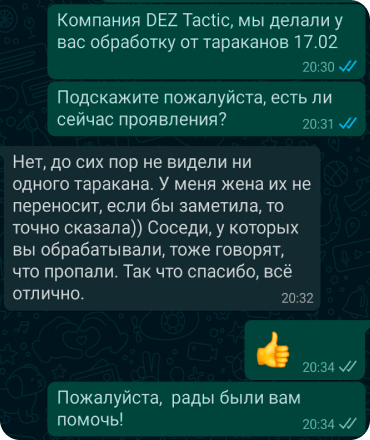 Компания DEZ Tactic, мы делали у
вас обработку от тараканов 17.02
20:30
Подскажите пожалуйста, есть ли
сейчас проявления?
20:31
Нет, до сих пор не видели ни
одного таракана. У меня жена их не
переносит, если бы заметила, то
точно сказала)) Соседи, у которых
вы обрабатывали, тоже говорят,
что пропали. Так что спасибо, всё
отлично.
20:32
20:34
Пожалуйста, рады были вам
помочь!
20:34